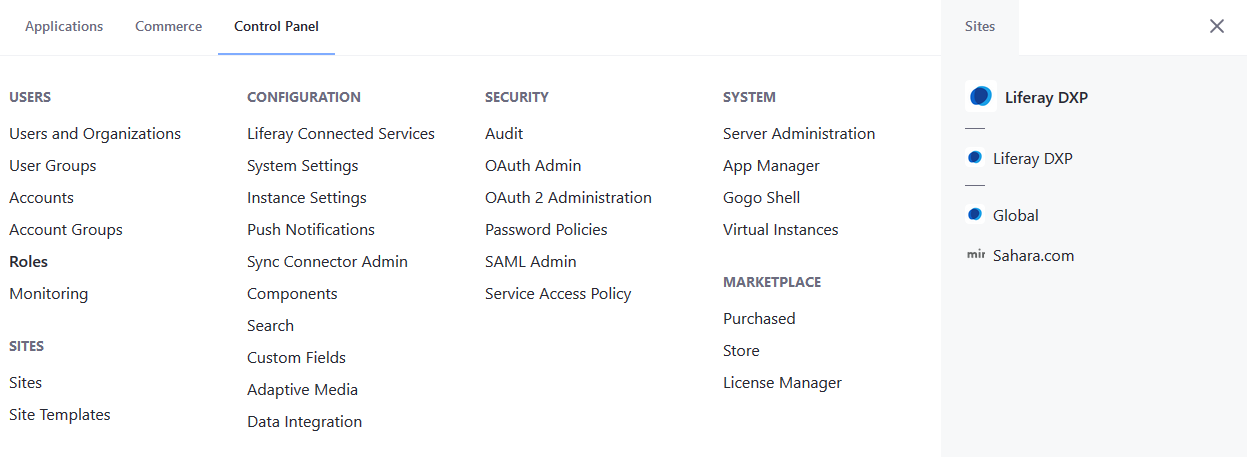 Applications
Commerce
Control Panel
Sites
USERS
Users and Organizations
User Groups
Accounts
Account Groups
Roles
Monitoring
SITES
Sites
Site Templates
CONFIGURATION
Liferay Connected Services
System Settings
Instance Settings
Push Notifications
Sync Connector Admin
Components
Search
Custom Fields
Adaptive Media
Data Integration
SECURITY
Audit
OAuth Admin
OAuth 2 Administration
Password Policies
SAML Admin
Service Access Policy
SYSTEM
Server Administration
App Manager
Gogo Shell
Virtual Instances
MARKETPLACE
Purchased
Store
License Manager
Liferay DXP
Liferay DXP
Global
Sahara.com